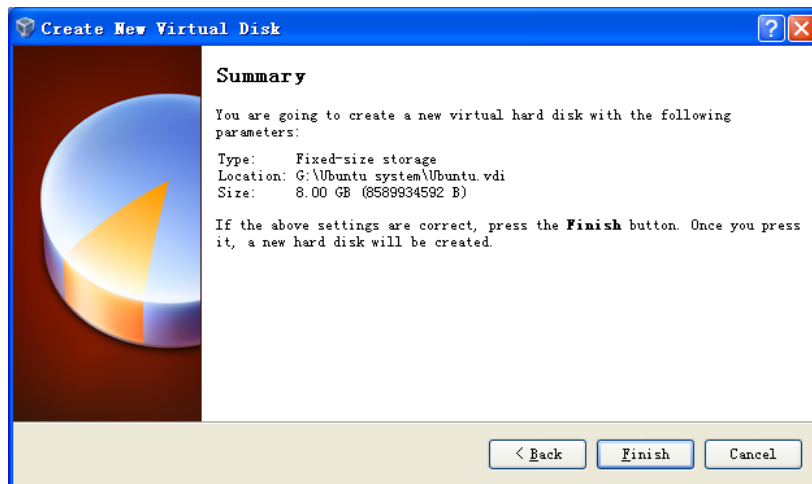 Create New Virtual Disk
Summary
You are going to create a new virtual hard disk with the following
parameters:
Type: Fixed-size storage
Location: G:\Ubuntu system\Ubuntu.vdi
Size: 8.00 GB (8589934592 B)
If the above settings are correct, press the Finish button. Once you press
it, a new hard disk will be created.
< Back Finish Cancel